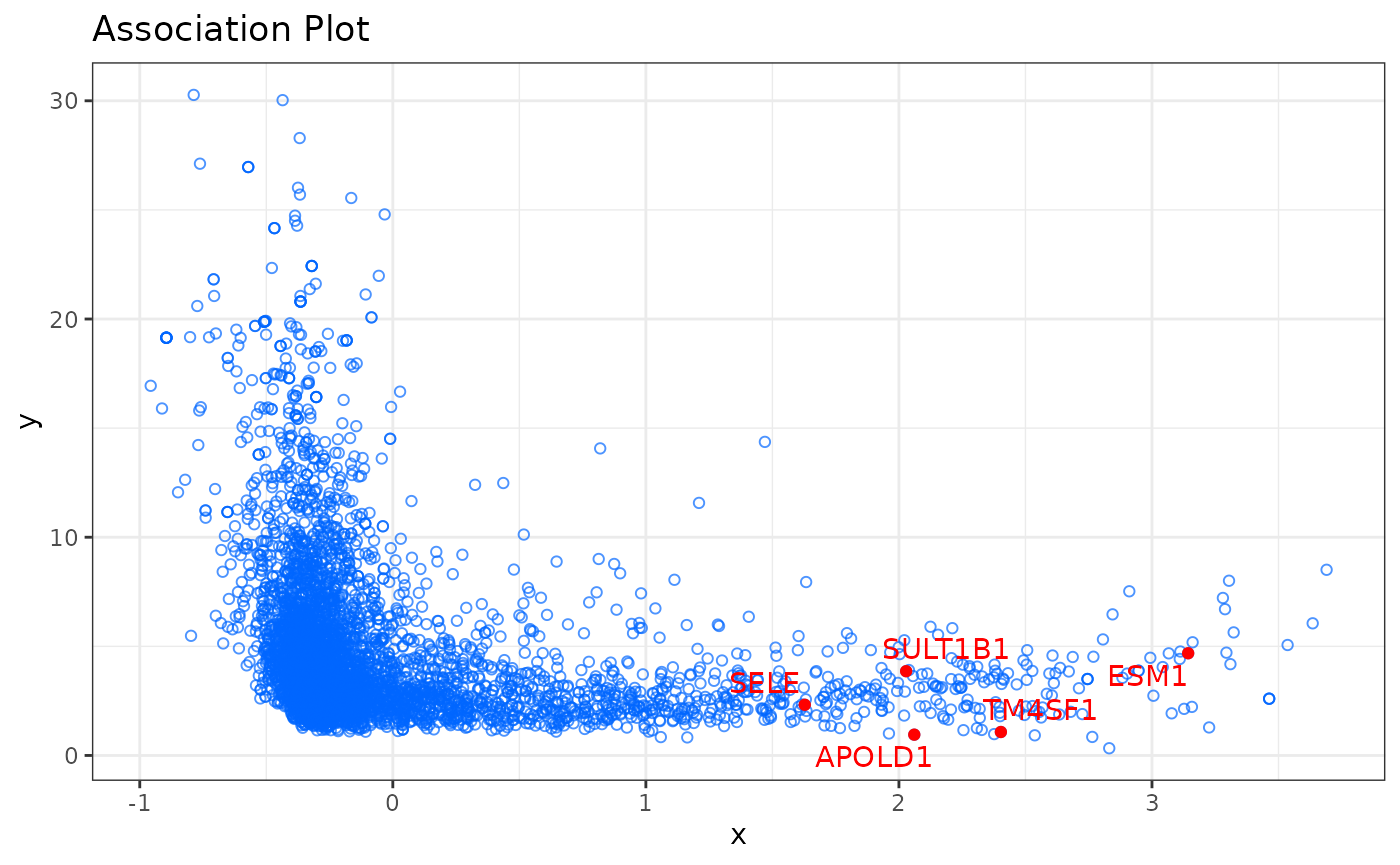 Association Plot
30
20
10
0
y
SULT1B1
SELE
ESM1
TM4SF1
APOLD1
-1
0
1
2
3
x